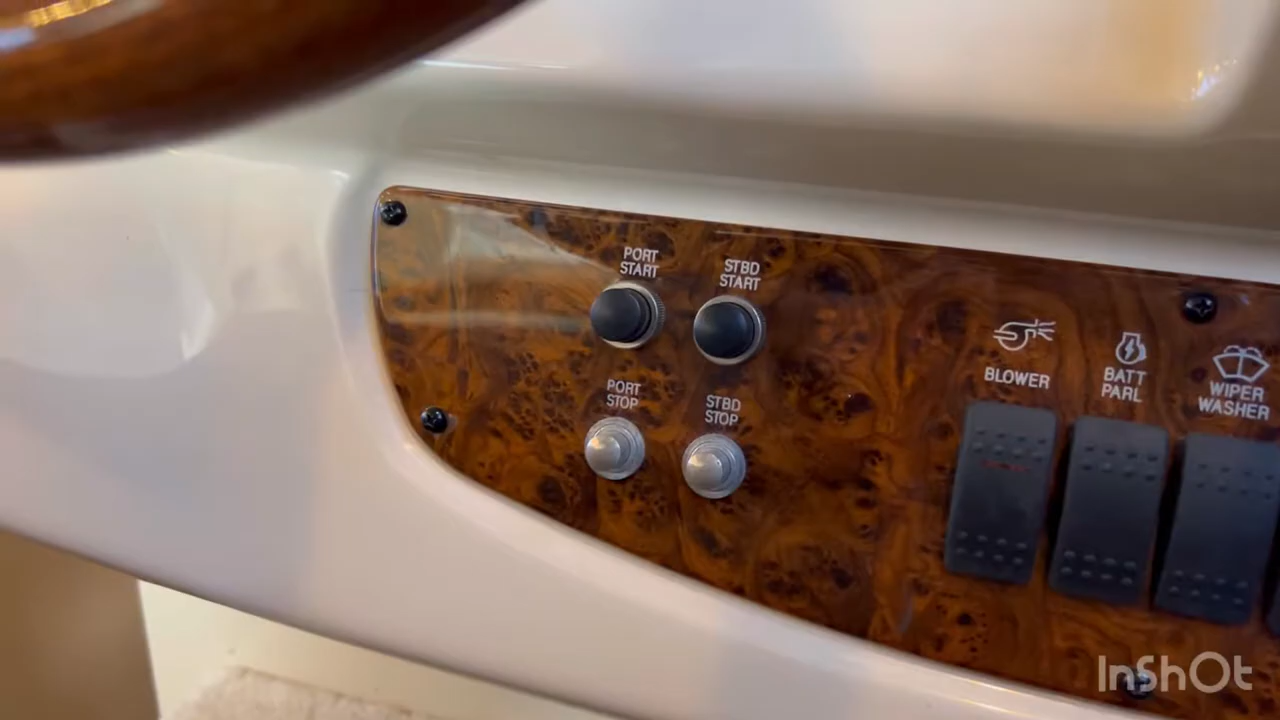 PORT
START
STBD
START
PORT
STOP
STBD
STOP
BLOWER
BATT
PARL
WIPER
WASHER
InShOt